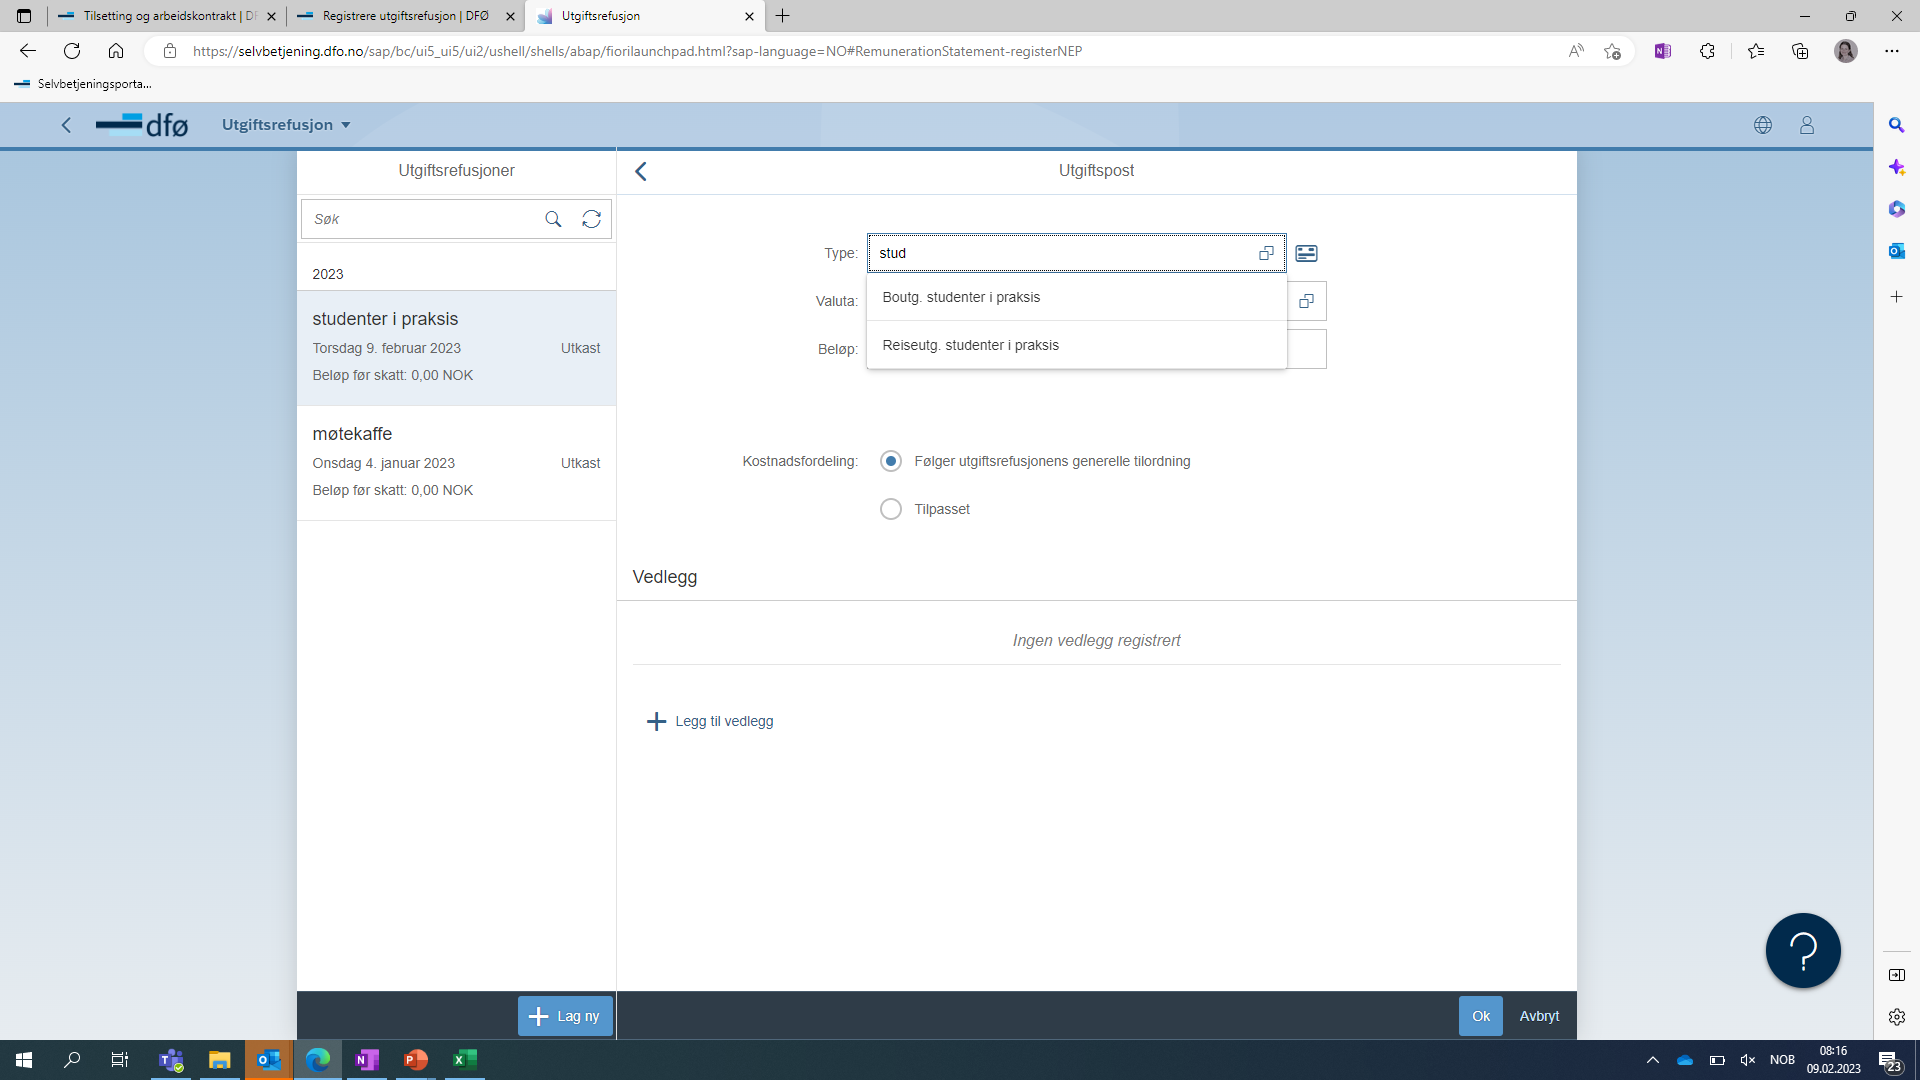 Tilsetting og arbeidskontrakt | DF
Registrere utgiftsrefusjon | DFØ
Utgiftsrefusjon
https://selvbetjening.dfo.no/sap/bc/ui5_ui5/ui2/ushell/shells/abap/fiorilaunchpad.html?sap-language=NO#RemunerationStatement-registerNEP
Selvbetjeningsporta...
dfø
Utgiftsrefusjon
Utgiftsrefusjoner
Utgiftspost
Søk
2023
studenter i praksis
Torsdag 9. februar 2023
Utkast
Beløp før skatt: 0,00 NOK
møtekaffe
Onsdag 4. januar 2023
Utkast
Beløp før skatt: 0,00 NOK
Type:
stud
Boutg. studenter i praksis
Valuta:
Reiseutg. studenter i praksis
Beløp:
Kostnadsfordeling:
Følger utgiftsrefusjonens generelle tilordning
Tilpasset
Vedlegg
Ingen vedlegg registrert
Legg til vedlegg
Lag ny
Ok
Avbryt
NOB
08:16
09.02.2023
23